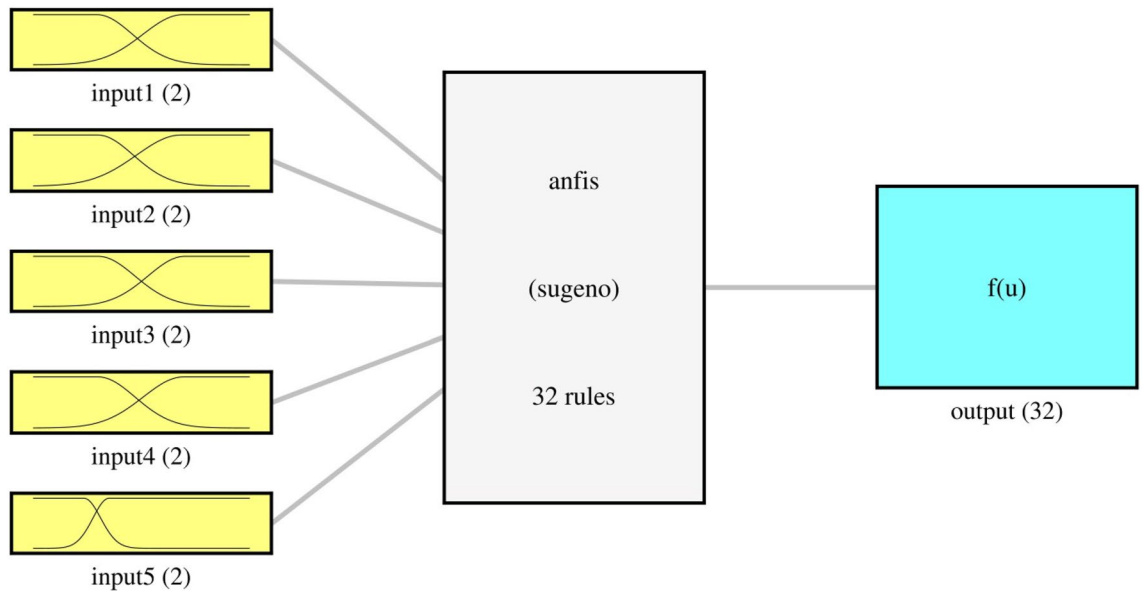 input1 (2)
input2 (2)
input3 (2)
input4 (2)
input5 (2)
anfis
(sugeno)
32 rules
f(u)
output (32)